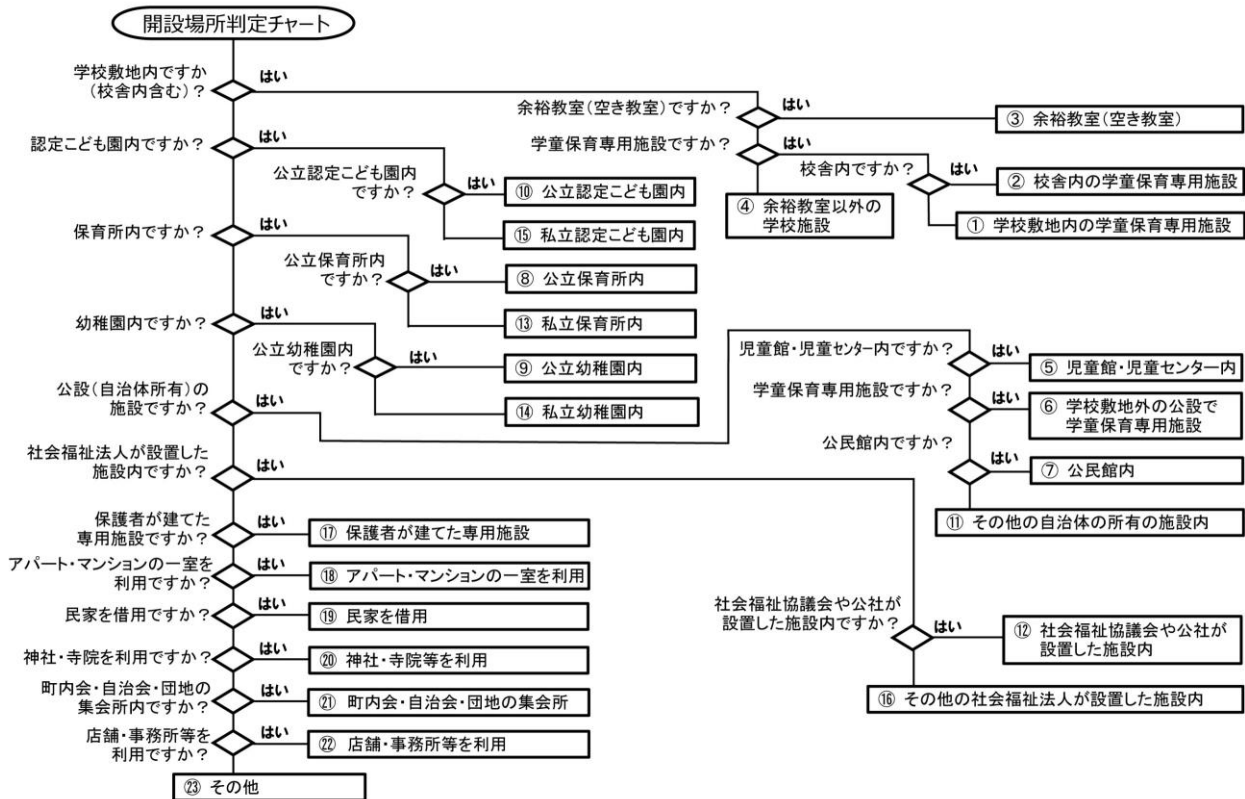 開設場所判定チャート
学校敷地内ですか
(校舎内含む)?
はい
余裕教室(空き教室)ですか?
はい
③ 余裕教室(空き教室)
学童保育専用施設ですか?
はい
校舎内ですか?
はい
② 校舎内の学童保育専用施設
① 学校敷地内の学童保育専用施設
④ 余裕教室以外の
学校施設
認定こども園内ですか?
はい
公立認定こども園内
ですか?
はい
⑩ 公立認定こども園内
⑮ 私立認定こども園内
保育所内ですか?
はい
公立保育所内
ですか?
はい
⑧ 公立保育所内
⑬ 私立保育所内
幼稚園内ですか?
はい
公立幼稚園内
ですか?
はい
⑨ 公立幼稚園内
⑭ 私立幼稚園内
公設(自治体所有)の
施設ですか?
はい
児童館・児童センター内ですか?
はい
⑤ 児童館・児童センター内
学童保育専用施設ですか?
はい
⑥ 学校敷地外の公設で
学童保育専用施設
公民館内ですか?
はい
⑦ 公民館内
⑪ その他の自治体の所有の施設内
社会福祉法人が設置した
施設内ですか?
はい
社会福祉協議会や公社が
設置した施設内ですか?
はい
⑫ 社会福祉協議会や公社が
設置した施設内
⑯ その他の社会福祉法人が設置した施設内
保護者が建てた
専用施設ですか?
はい
⑰ 保護者が建てた専用施設
アパート・マンションの一室を
利用ですか?
はい
⑱ アパート・マンションの一室を利用
民家を借用ですか?
はい
⑲ 民家を借用
神社・寺院を利用ですか?
はい
⑳ 神社・寺院等を利用
町内会・自治会・団地の
集会所内ですか?
はい
㉑ 町内会・自治会・団地の集会所
店舗・事務所等を
利用ですか?
はい
㉒ 店舗・事務所等を利用
㉓ その他